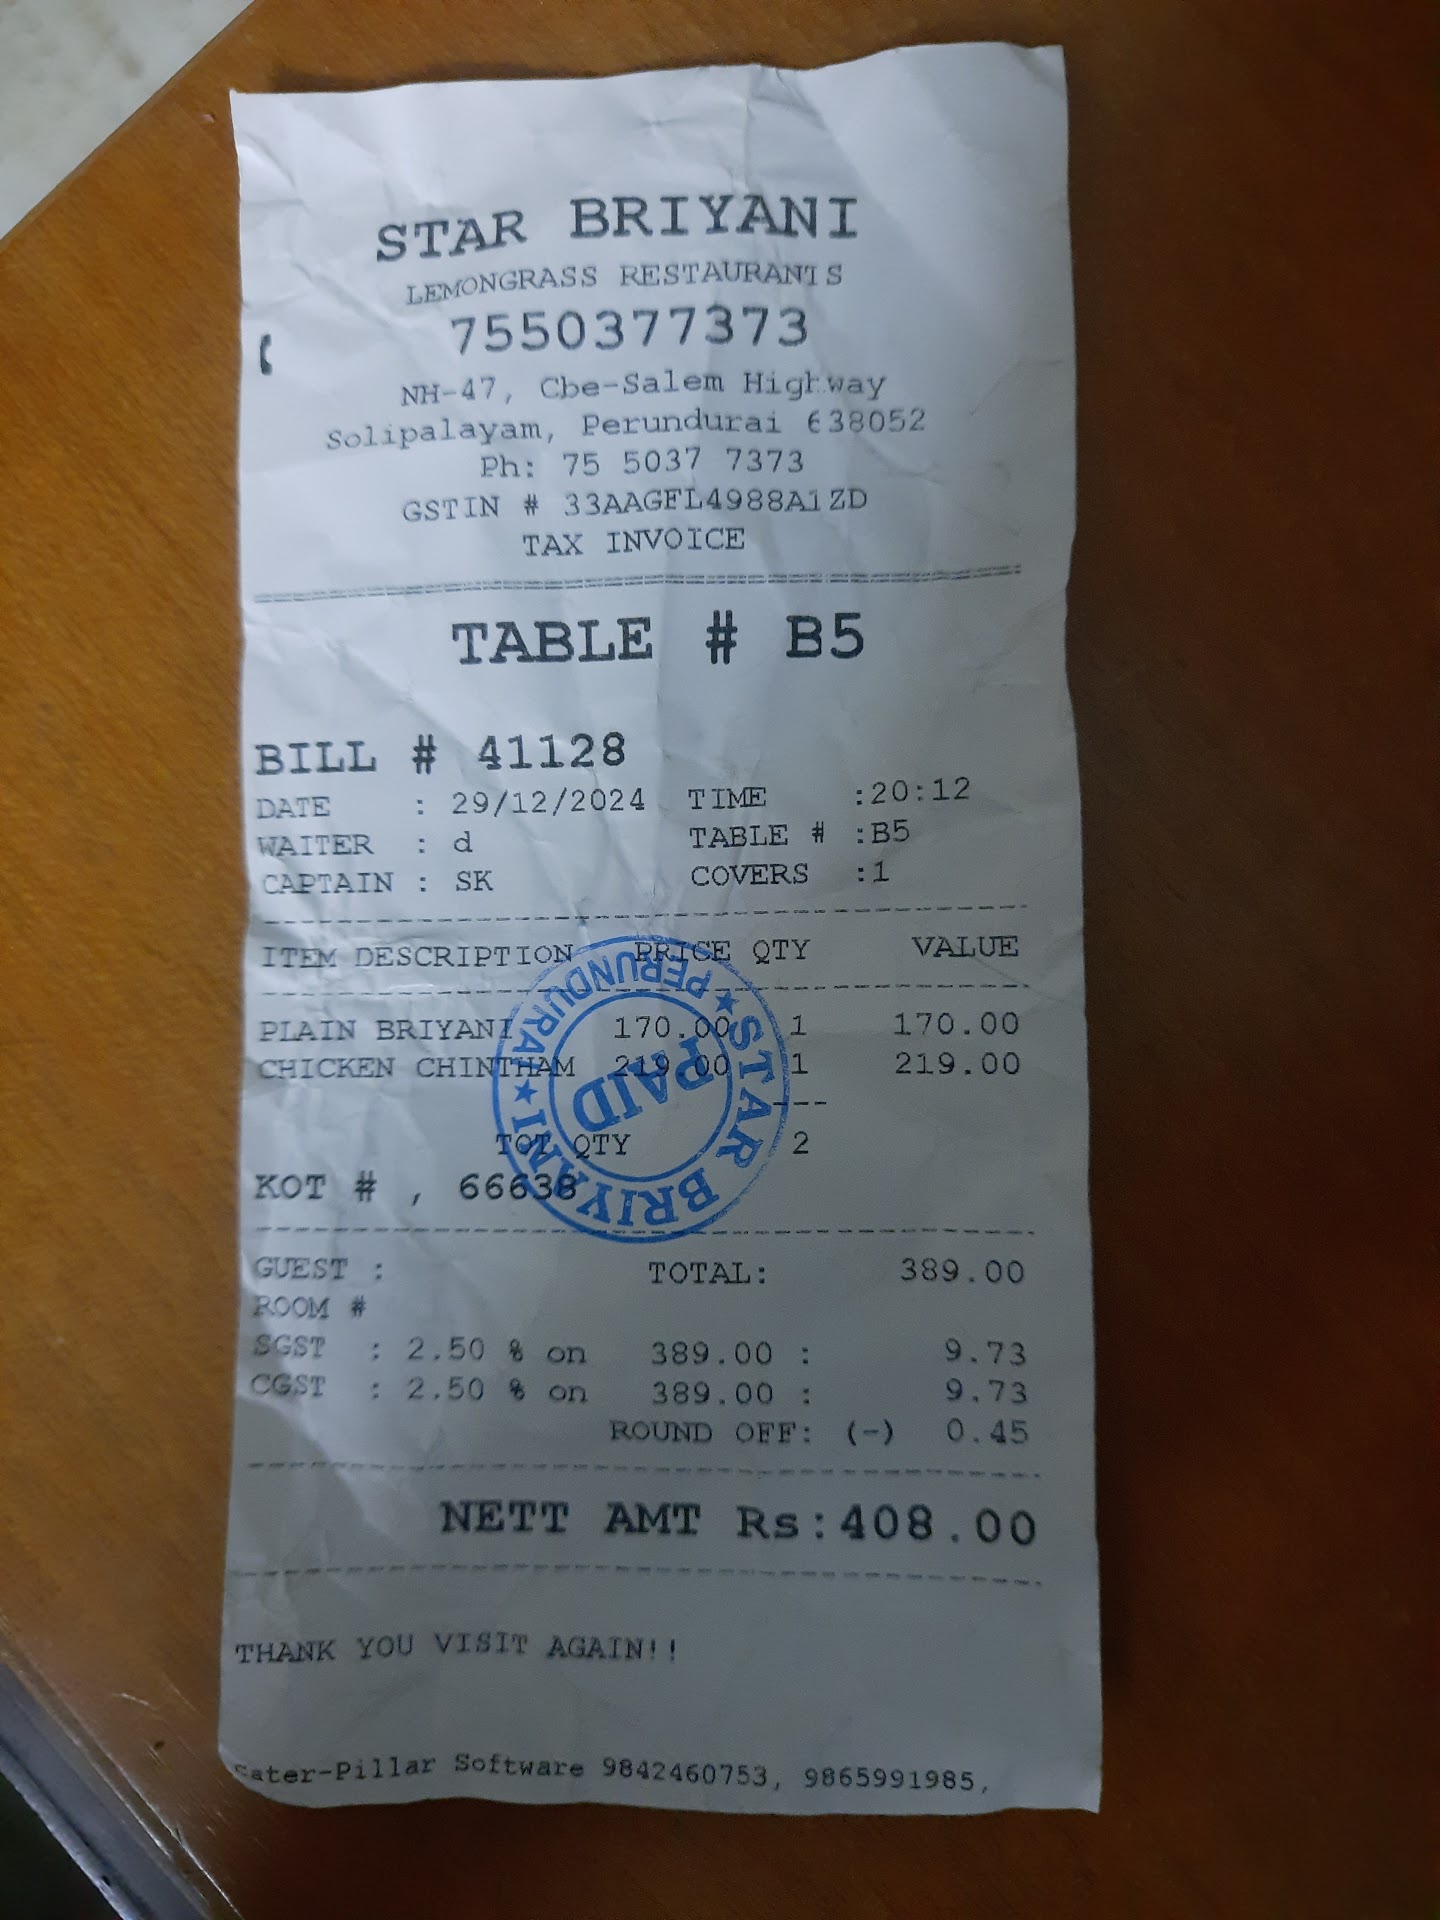 STAR BRIYANI
LEMONGRASS RESTAURANTS
7550377373
NH-47, Cbe-Salem Highway
Solipalayam, Perundurai 638052
Ph: 75 5037 7373
GSTIN # 33AAGFL4988A1ZD
TAX INVOICE
TABLE # B5
BILL # 41128
DATE : 29/12/2024 TIME :20:12
WAITER : d TABLE # :B5
CAPTAIN : SK COVERS :1
ITEM DESCRIPTION PRICE QTY VALUE
PLAIN BRIYANI 170.00 1 170.00
CHICKEN CHINTHAM 219.00 1 219.00
TOT QTY 2
KOT # , 66638
STAR BRIYANI ★ PERUNDURAI ★
PAID
GUEST : TOTAL: 389.00
ROOM #
SGST : 2.50 % on 389.00 : 9.73
CGST : 2.50 % on 389.00 : 9.73
ROUND OFF: (-) 0.45
NETT AMT Rs:408.00
THANK YOU VISIT AGAIN!!
Cater-Pillar Software 9842460753, 9865991985,